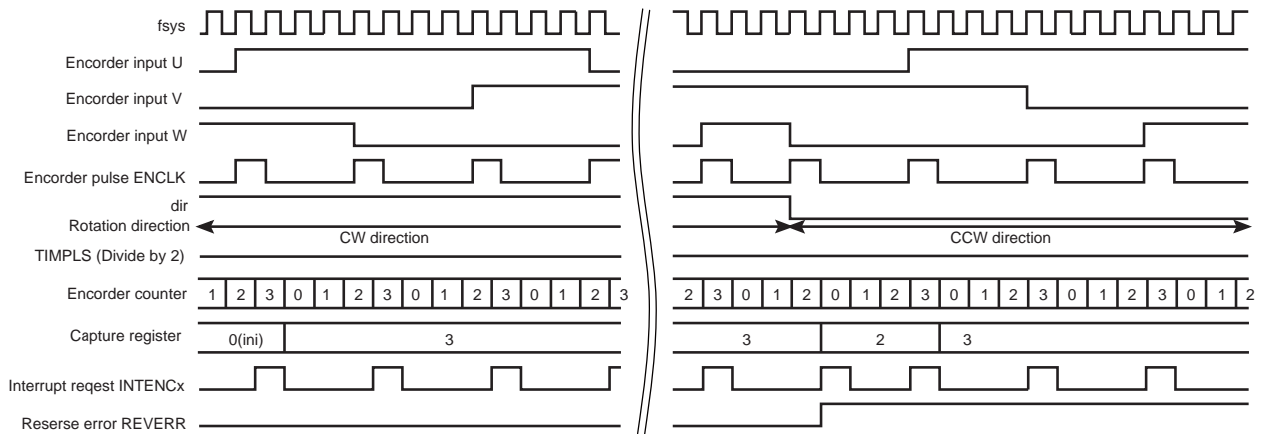 fsys
Encorder input U
Encorder input V
Encorder input W
Encorder pulse ENCLK
dir
Rotation direction
CW direction
CCW direction
TIMPLS (Divide by 2)
Encorder counter
1 2 3 0 1 2 3 0 1 2 3 0 1 2 3
2 3 0 1 2 0 1 2 3 0 1 2 3 0 1 2 3 0 1 2
Capture register
0(ini)
3
3
2
3
Interrupt reqest INTENCx
Reserse error REVERR